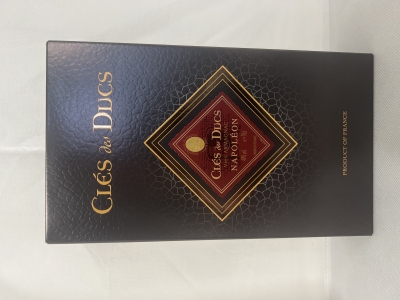 CLÉS des DUCS
CLÉS des DUCS
NAPOLÉON
PRODUCT OF FRANCE